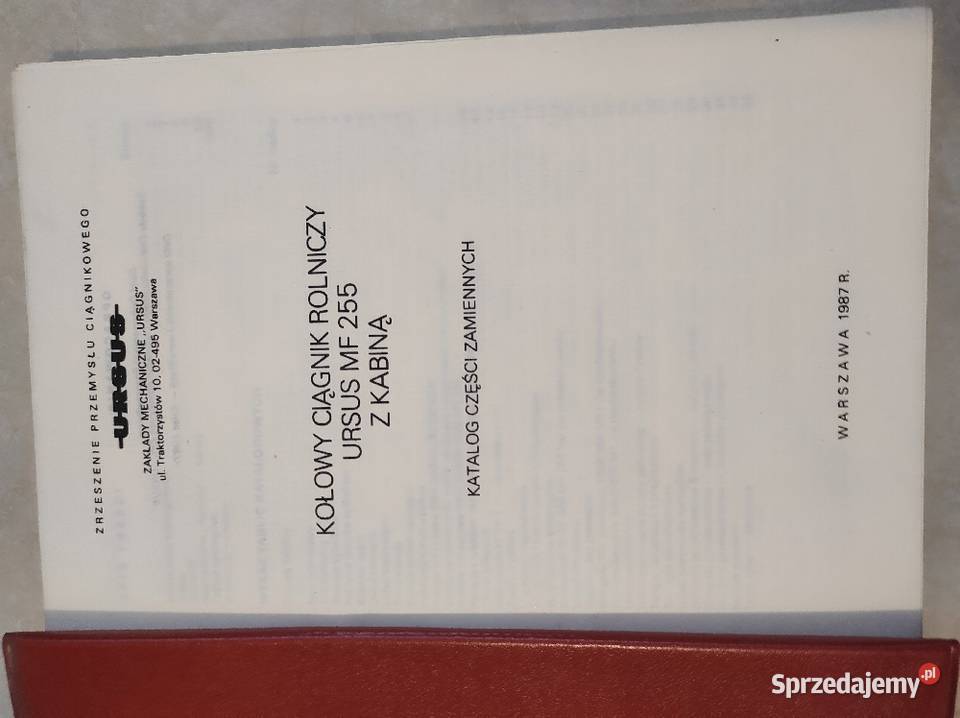 ZRZESZENIE PRZEMYSŁU CIĄGNIKOWEGO
URSUS
ZAKŁADY MECHANICZNE „URSUS”
ul. Traktorzystów 10, 02-495 Warszawa
KOŁOWY CIĄGNIK ROLNICZY
URSUS MF 255
Z KABINĄ
KATALOG CZĘŚCI ZAMIENNYCH
WARSZAWA 1987 R.
Sprzedajemy.pl